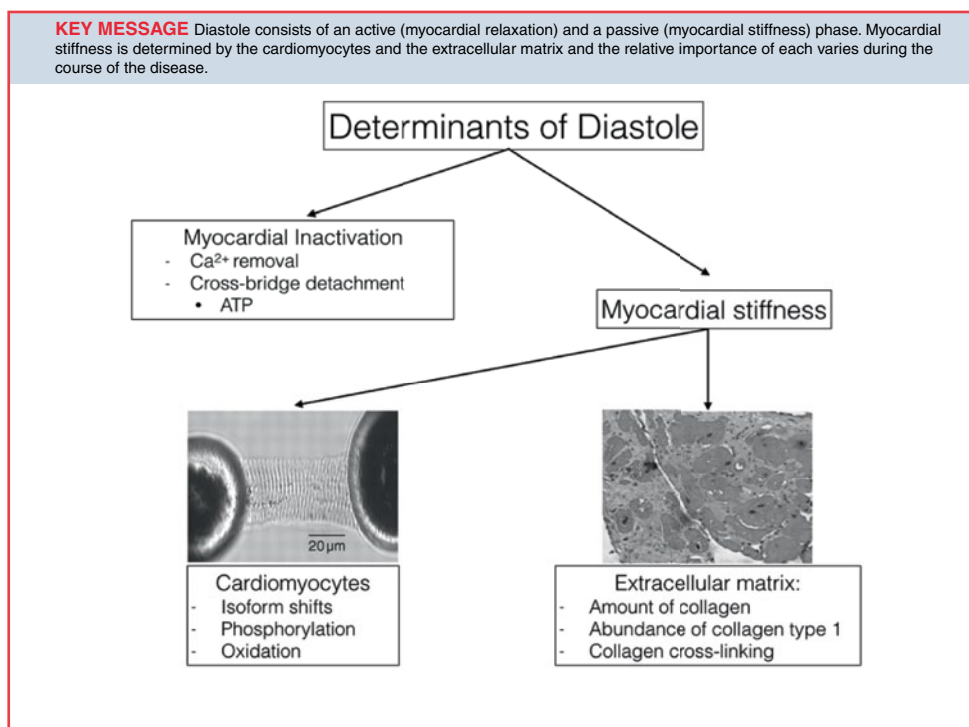 KEY MESSAGE Diastole consists of an active (myocardial relaxation) and a passive (myocardial stiffness) phase. Myocardial
stiffness is determined by the cardiomyocytes and the extracellular matrix and the relative importance of each varies during the
course of the disease.
Determinants of Diastole
Myocardial Inactivation
- Ca²⁺ removal
- Cross-bridge detachment
• ATP
Myocardial stiffness
20 µm
Cardiomyocytes
- Isoform shifts
- Phosphorylation
- Oxidation
Extracellular matrix:
- Amount of collagen
- Abundance of collagen type 1
- Collagen cross-linking